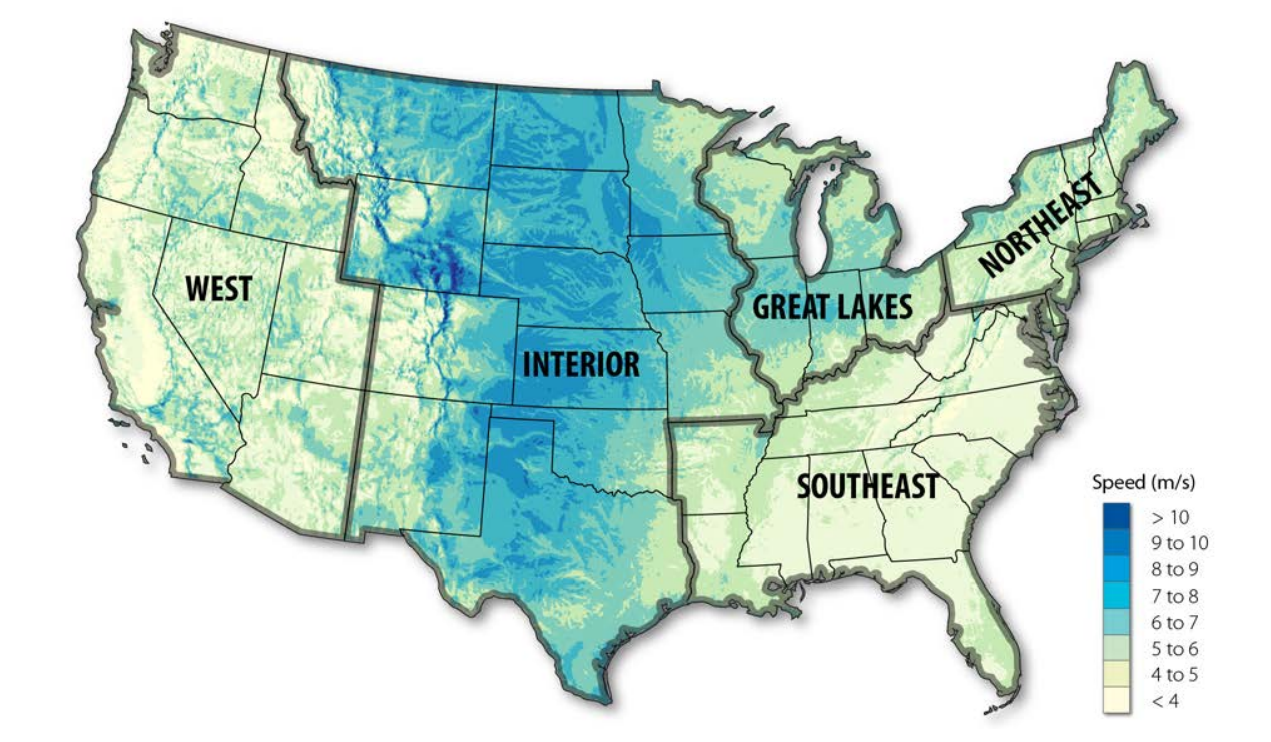 NORTHEAST
WEST
GREAT LAKES
INTERIOR
SOUTHEAST
Speed (m/s)
> 10
9 to 10
8 to 9
7 to 8
6 to 7
5 to 6
4 to 5
< 4